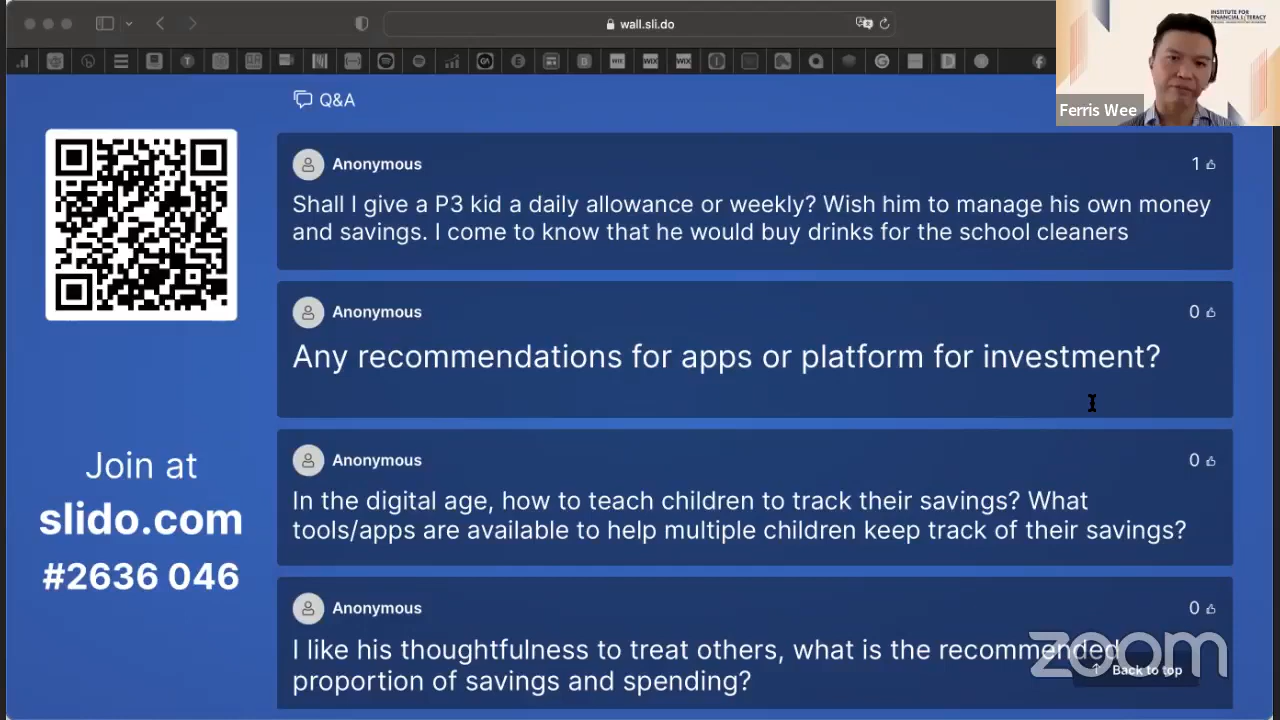 wall.sli.do
INSTITUTE FOR
FINANCIAL LITERACY
Ferris Wee
Q&A
Anonymous
1
Shall I give a P3 kid a daily allowance or weekly? Wish him to manage his own money
and savings. I come to know that he would buy drinks for the school cleaners
Anonymous
0
Any recommendations for apps or platform for investment?
Anonymous
0
In the digital age, how to teach children to track their savings? What
tools/apps are available to help multiple children keep track of their savings?
Anonymous
0
I like his thoughtfulness to treat others, what is the recommended
proportion of savings and spending?
Join at
slido.com
#2636 046
zoom
↑ Back to top